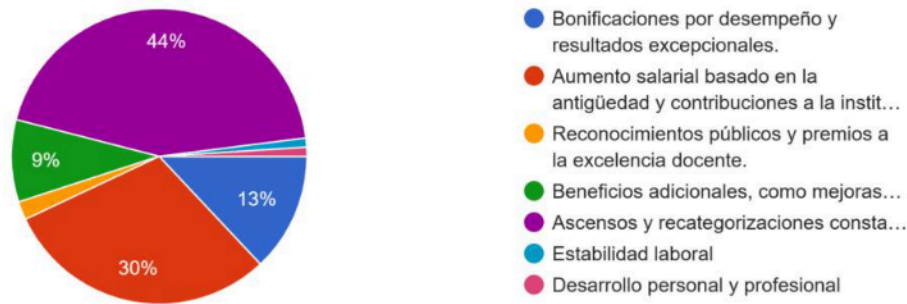 44%
9%
13%
30%
Bonificaciones por desempeño y
resultados excepcionales.
Aumento salarial basado en la
antigüedad y contribuciones a la instit…
Reconocimientos públicos y premios a
la excelencia docente.
Beneficios adicionales, como mejoras…
Ascensos y recategorizaciones consta…
Estabilidad laboral
Desarrollo personal y profesional